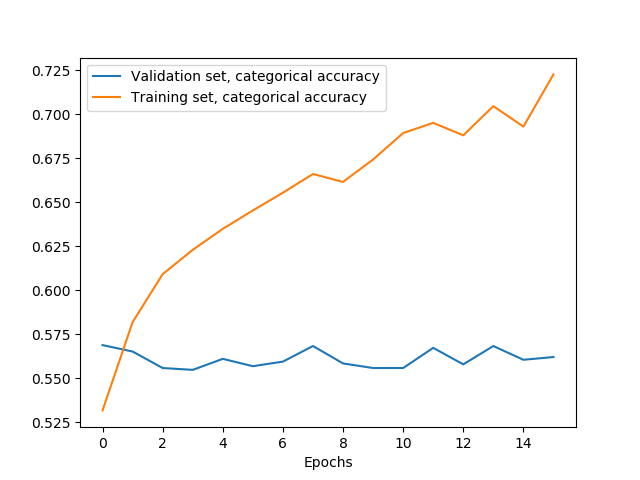 Validation set, categorical accuracy
Training set, categorical accuracy
0.725
0.700
0.675
0.650
0.625
0.600
0.575
0.550
0.525
0 2 4 6 8 10 12 14
Epochs